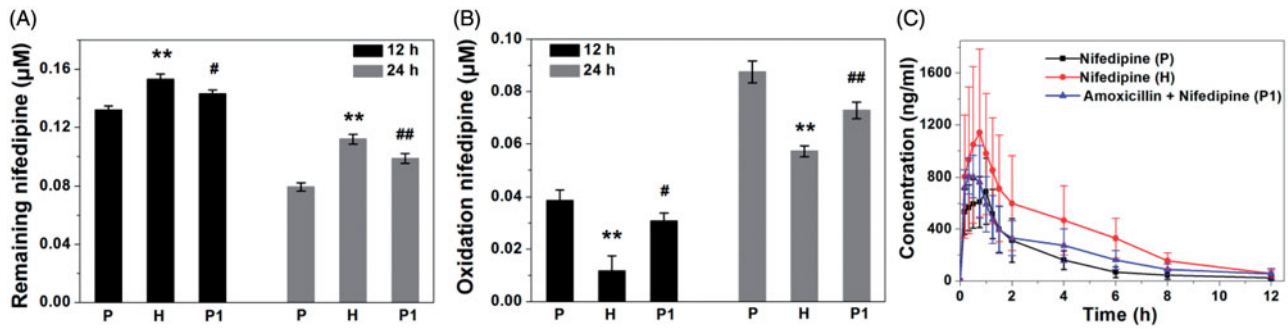 (A)
Remaining nifedipine (µM)
0.16
0.12
0.08
0.04
0.00
12 h
24 h
**
#
**
##
P H P1 P H P1
(B)
Oxidation nifedipine (µM)
0.10
0.08
0.06
0.04
0.02
0.00
12 h
24 h
**
#
**
##
P H P1 P H P1
(C)
Concentration (ng/ml)
1600
1200
800
400
0
Nifedipine (P)
Nifedipine (H)
Amoxicillin + Nifedipine (P1)
0 2 4 6 8 10 12
Time (h)